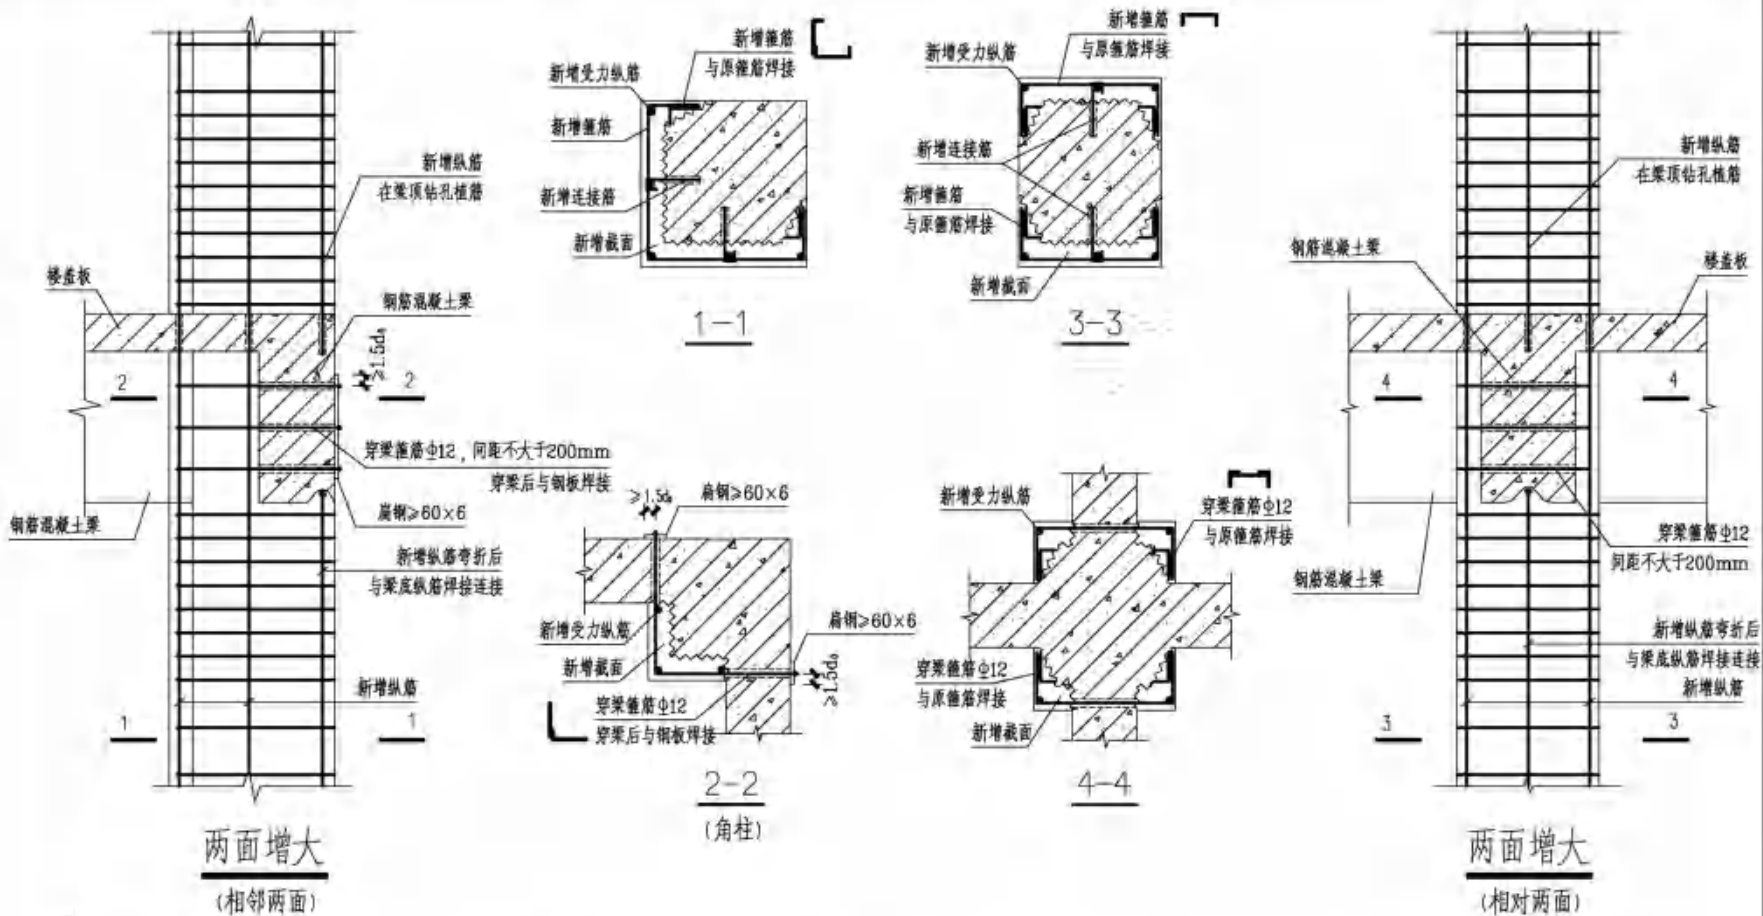 新增纵筋
在梁顶钻孔植筋
楼盖板
钢筋混凝土梁
≥1.5d₀
2
2
穿梁箍筋Φ12，间距不大于200mm
穿梁后与钢板焊接
扁钢≥60×6
钢筋混凝土梁
新增纵筋弯折后
与梁底纵筋焊接连接
新增纵筋
1
1
两面增大
(相邻两面)
新增箍筋
与原箍筋焊接
新增受力纵筋
新增箍筋
新增连接筋
新增截面
1-1
≥1.5d₀
扁钢≥60×6
新增受力纵筋
新增截面
扁钢≥60×6
≥1.5d₀
穿梁箍筋Φ12
穿梁后与钢板焊接
2-2
(角柱)
新增箍筋
与原箍筋焊接
新增受力纵筋
新增连接筋
新增箍筋
与原箍筋焊接
新增截面
3-3
新增受力纵筋
穿梁箍筋Φ12
与原箍筋焊接
穿梁箍筋Φ12
与原箍筋焊接
新增截面
4-4
新增纵筋
在梁顶钻孔植筋
钢筋混凝土梁
楼盖板
4
4
穿梁箍筋Φ12
间距不大于200mm
钢筋混凝土梁
新增纵筋弯折后
与梁底纵筋焊接连接
新增纵筋
3
3
两面增大
(相对两面)